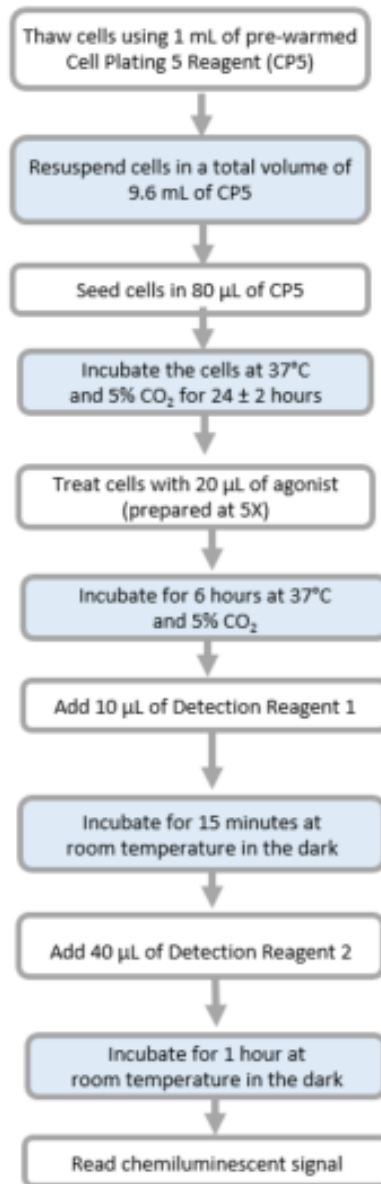 Thaw cells using 1 mL of pre-warmed
Cell Plating 5 Reagent (CP5)
Resuspend cells in a total volume of
9.6 mL of CP5
Seed cells in 80 µL of CP5
Incubate the cells at 37°C
and 5% CO₂ for 24 ± 2 hours
Treat cells with 20 µL of agonist
(prepared at 5X)
Incubate for 6 hours at 37°C
and 5% CO₂
Add 10 µL of Detection Reagent 1
Incubate for 15 minutes at
room temperature in the dark
Add 40 µL of Detection Reagent 2
Incubate for 1 hour at
room temperature in the dark
Read chemiluminescent signal